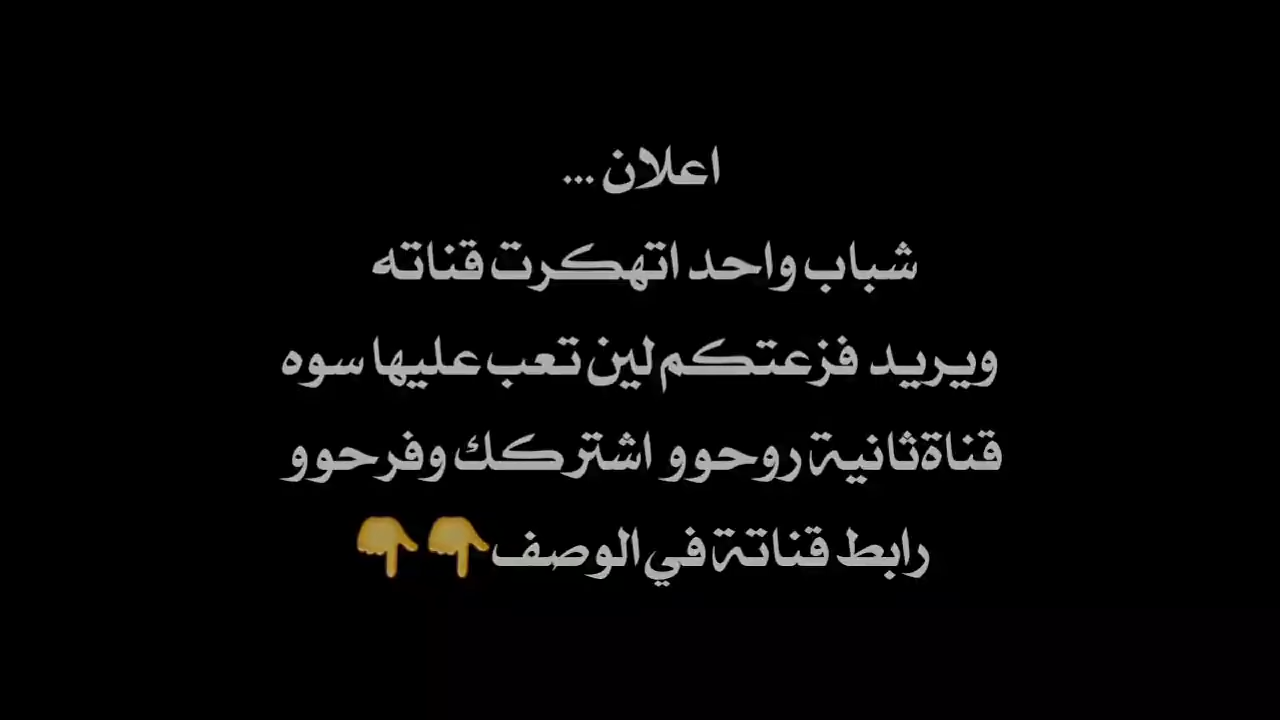 اعلان ...
شباب واحد اتهكرت قناته
ويريد فزعتكم لين تعب عليها سوه
قناة ثانية روحوو اشتركك وفرحوو
رابط قناتة في الوصف👇👇